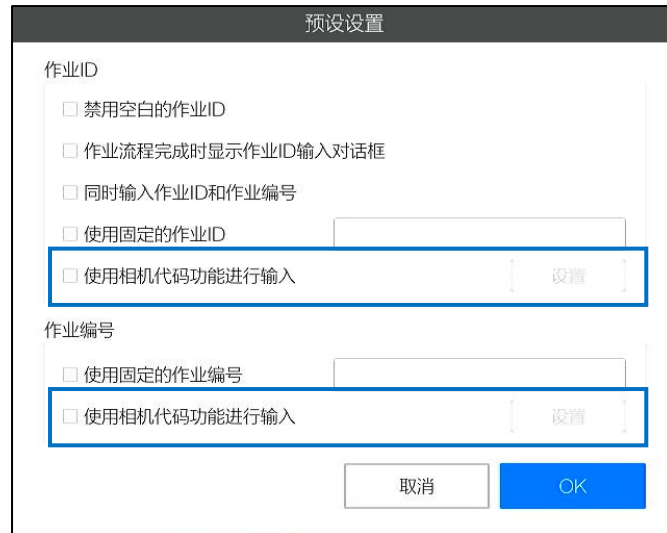 预设设置
作业ID
禁用空白的作业ID
作业流程完成时显示作业ID输入对话框
同时输入作业ID和作业编号
使用固定的作业ID
使用相机代码功能进行输入 设置
作业编号
使用固定的作业编号
使用相机代码功能进行输入 设置
取消 OK